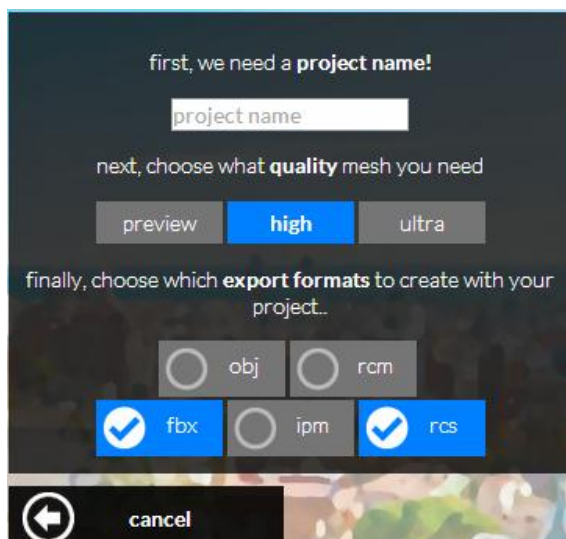 first, we need a project name!
project name
next, choose what quality mesh you need
preview high ultra
finally, choose which export formats to create with your
project..
obj rcm
fbx ipm rcs
cancel